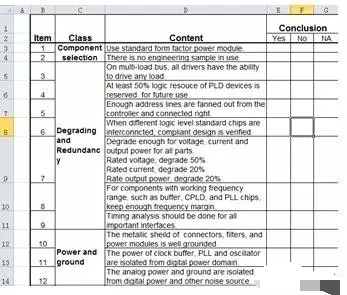 A B C D E F G
1 Conclusion
2 Item Class Content Yes No NA
3 1 Component Use standard form factor power module.
4 2 selection There is no engineering sample in use
On multi-load bus, all drivers have the ability
5 3 to drive any load.
At least 50% logic resouce of PLD devices is
6 4 reserved for future use
Enough address lines are fanned out from the
7 5 controller and connected right.
When different logic level standard chips are
8 6 Degrading interconncted, compliant design is verified.
and Degrade enough for voltage, current and
Redundanc output power for all parts.
y Rated voltage, degrade 50%
Rated current, degrade 20%
9 7 Rate output power, degrade 20%
For components with working frequency
range, such as buffer, CPLD, and PLL chips,
10 8 keep enough frequency margin.
Timing analysis should be done for all
11 9 important interfaces.
The metallic sheild of connectors, filters, and
12 10 power modules is well grounded
Power and The power of clock buffer, PLL and oscillator
13 11 ground are isolated from digital power domain.
The analog power and ground are isolated
14 12 from digital power and other noise source.